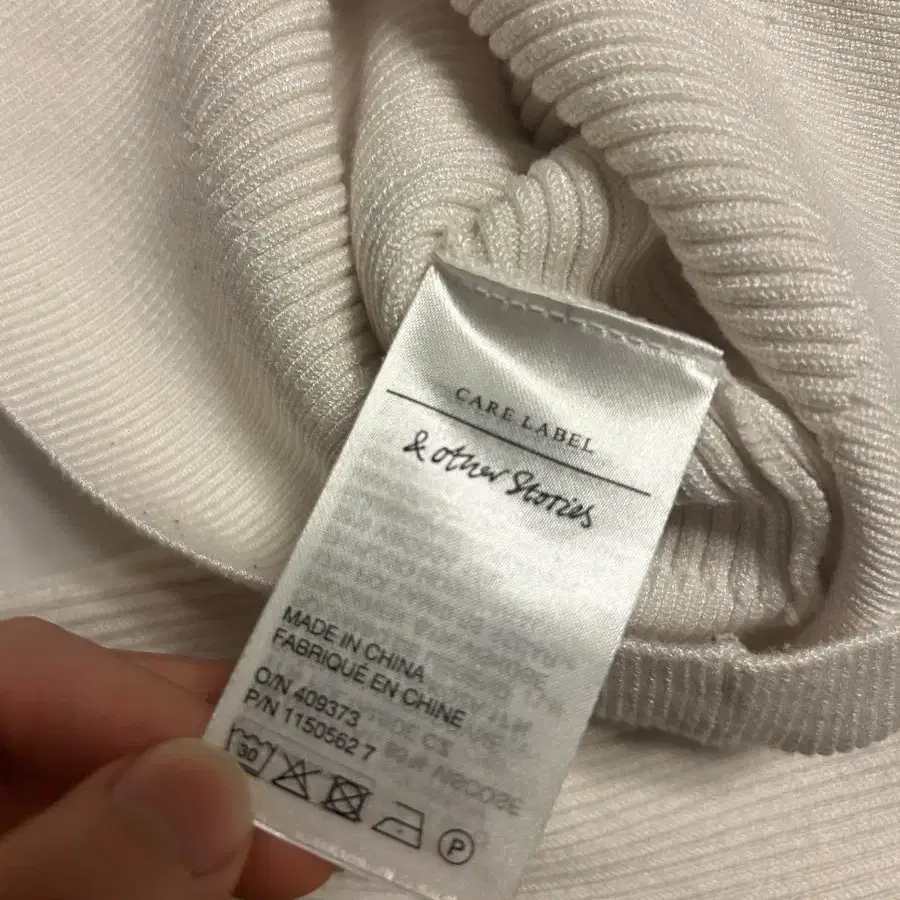 CARE LABEL
& other Stories
MADE IN CHINA
FABRIQUÉ EN CHINE
O/N 409373
P/N 1150562 7
30
P